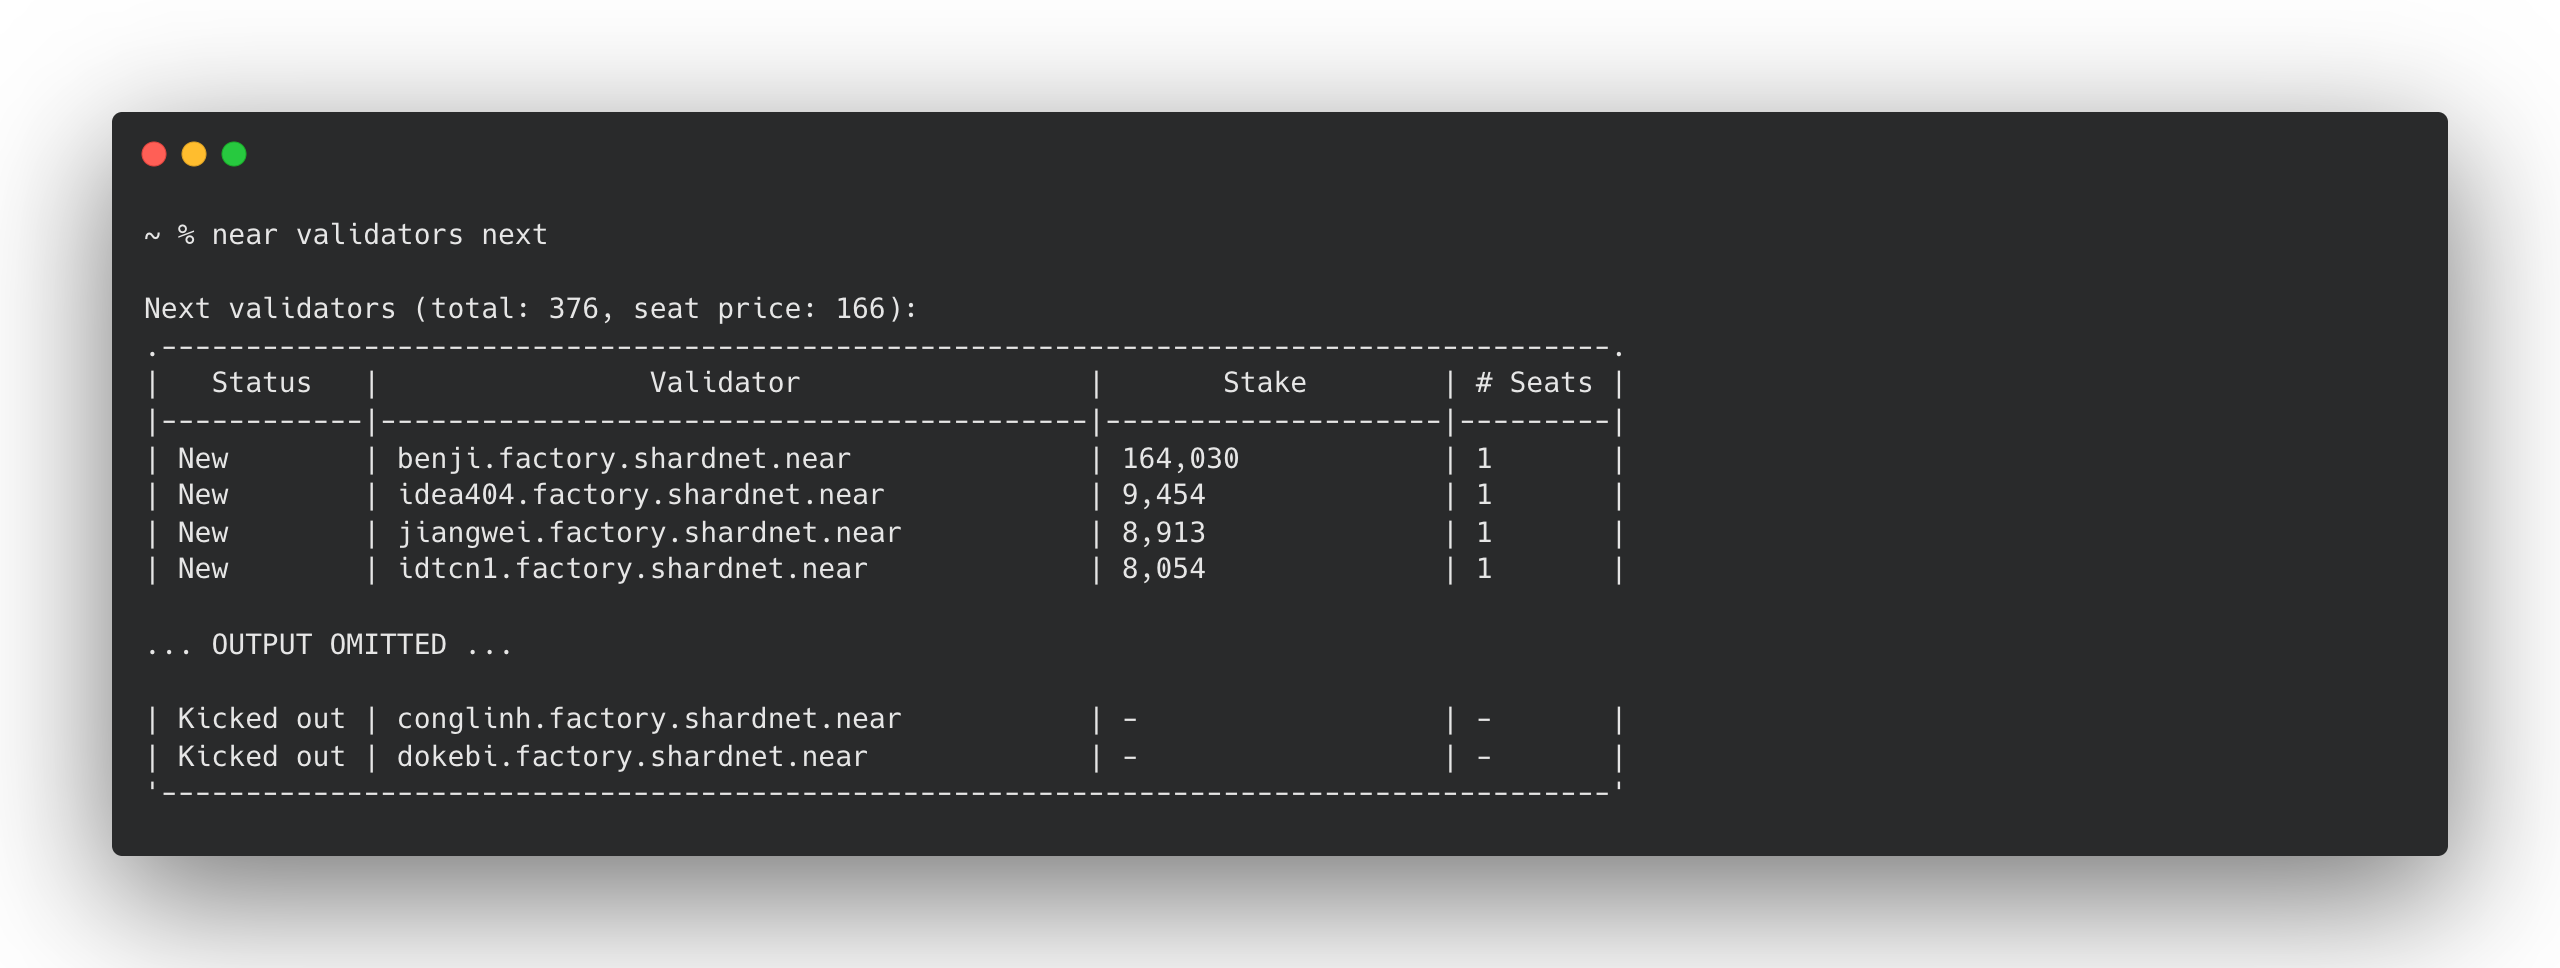 ~ % near validators next
Next validators (total: 376, seat price: 166):
.--------------------------------------------------------------------------------------.
|   Status   |                Validator                 |       Stake        | # Seats |
|------------|------------------------------------------|--------------------|---------|
| New        | benji.factory.shardnet.near              | 164,030            | 1       |
| New        | idea404.factory.shardnet.near            | 9,454              | 1       |
| New        | jiangwei.factory.shardnet.near           | 8,913              | 1       |
| New        | idtcn1.factory.shardnet.near             | 8,054              | 1       |
... OUTPUT OMITTED ...
| Kicked out | conglinh.factory.shardnet.near           | -                  | -       |
| Kicked out | dokebi.factory.shardnet.near             | -                  | -       |
'--------------------------------------------------------------------------------------'